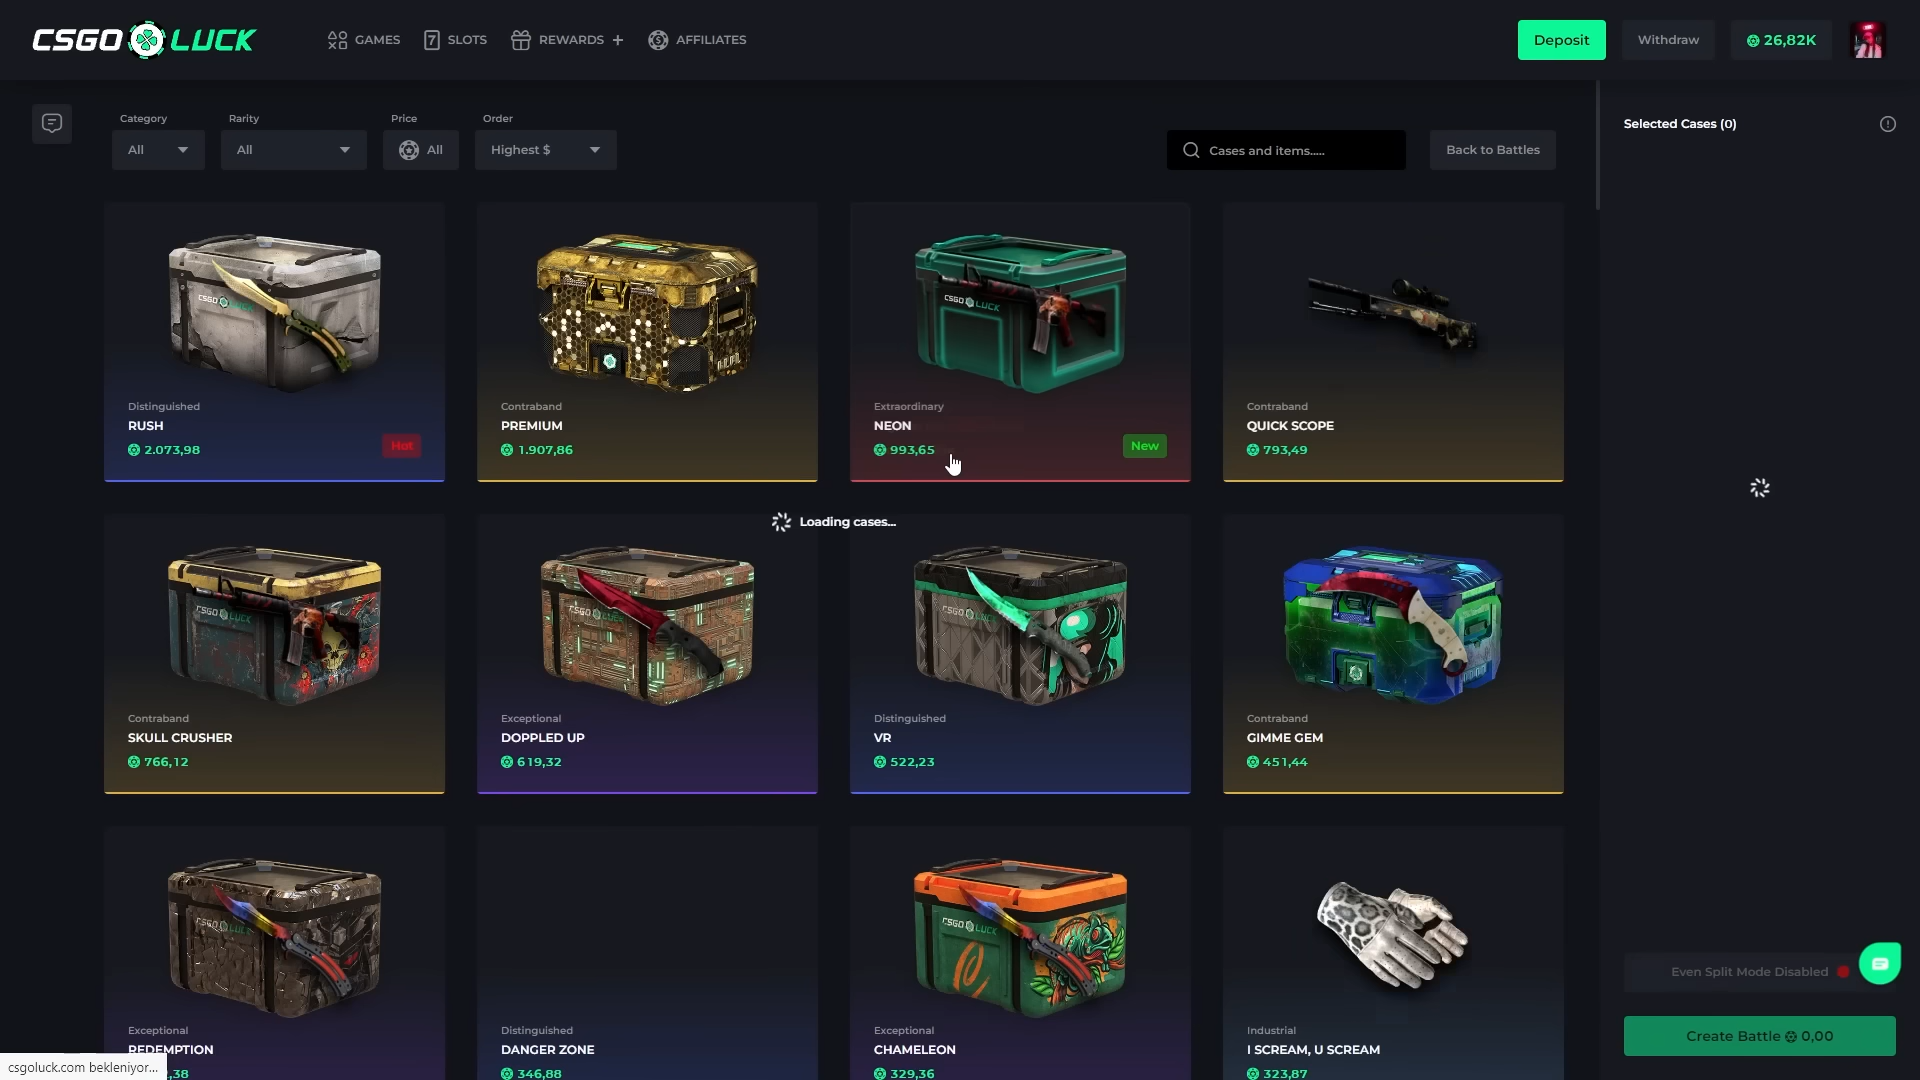 CSGO LUCK
GAMES
SLOTS
REWARDS +
AFFILIATES
Deposit
Withdraw
26,82K
Category
Rarity
Price
Order
All
All
All
Highest $
Cases and items.....
Back to Battles
Selected Cases (0)
Distinguished
RUSH
2.073,98
Hot
Contraband
PREMIUM
1.907,86
Extraordinary
NEON
993,65
New
Contraband
QUICK SCOPE
793,49
Loading cases...
Contraband
SKULL CRUSHER
766,12
Exceptional
DOPPLED UP
619,32
Distinguished
VR
522,23
Contraband
GIMME GEM
451,44
Exceptional
REDEMPTION
,38
Distinguished
DANGER ZONE
346,88
Exceptional
CHAMELEON
329,36
Industrial
I SCREAM, U SCREAM
323,87
Even Split Mode Disabled
Create Battle 0,00
csgoluck.com bekleniyor...